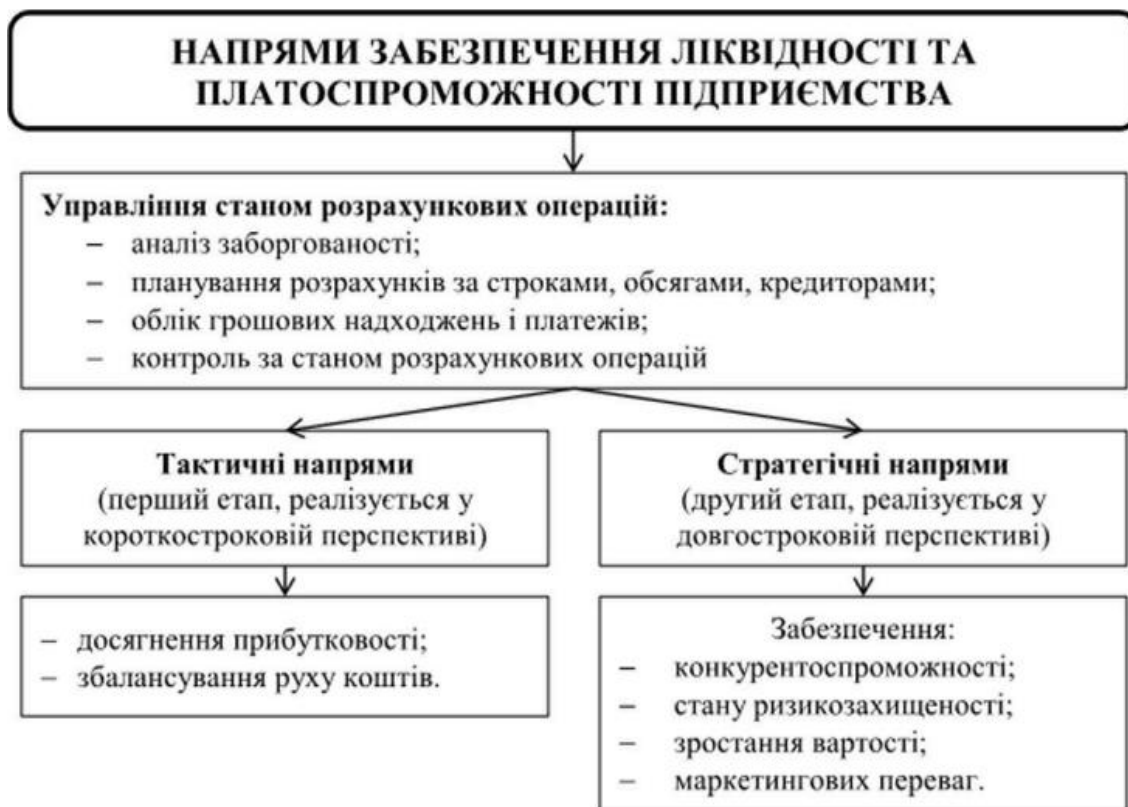 НАПРЯМИ ЗАБЕЗПЕЧЕННЯ ЛІКВІДНОСТІ ТА
ПЛАТОСПРОМОЖНОСТІ ПІДПРИЄМСТВА
Управління станом розрахункових операцій:
– аналіз заборгованості;
– планування розрахунків за строками, обсягами, кредиторами;
– облік грошових надходжень і платежів;
– контроль за станом розрахункових операцій
Тактичні напрями
(перший етап, реалізується у
короткостроковій перспективі)
– досягнення прибутковості;
– збалансування руху коштів.
Стратегічні напрями
(другий етап, реалізується у
довгостроковій перспективі)
Забезпечення:
– конкурентоспроможності;
– стану ризикозахищеності;
– зростання вартості;
– маркетингових переваг.